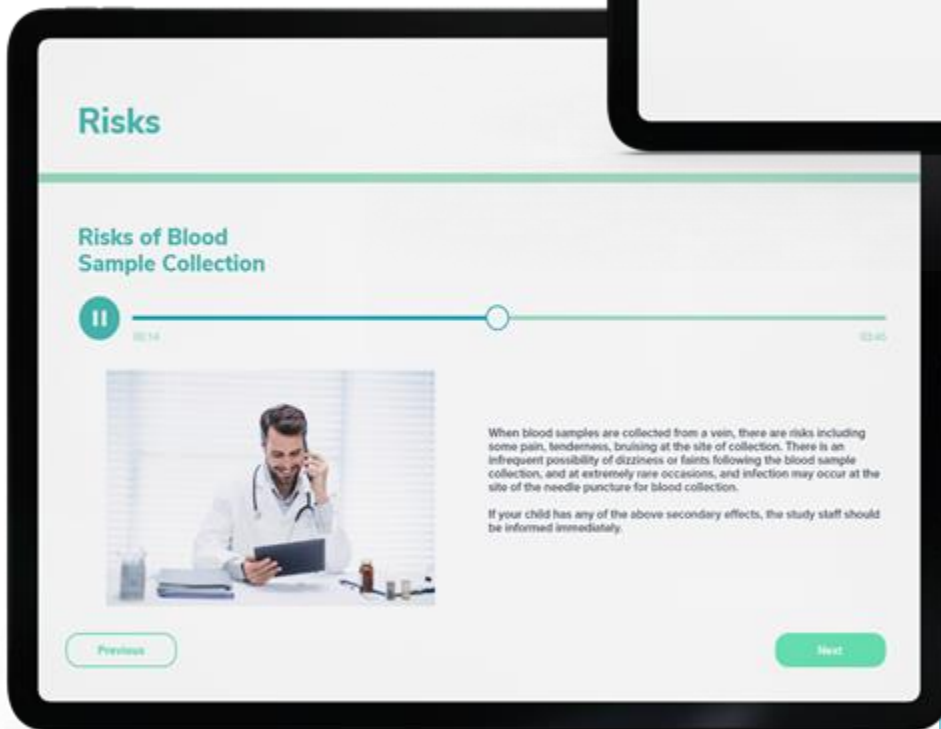 Risks
Risks of Blood
Sample Collection
00:14
03:45
When blood samples are collected from a vein, there are risks including
some pain, tenderness, bruising at the site of collection. There is an
infrequent possibility of dizziness or faints following the blood sample
collection, and at extremely rare occasions, and infection may occur at the
site of the needle puncture for blood collection.
If your child has any of the above secondary effects, the study staff should
be informed immediately.
Previous
Next